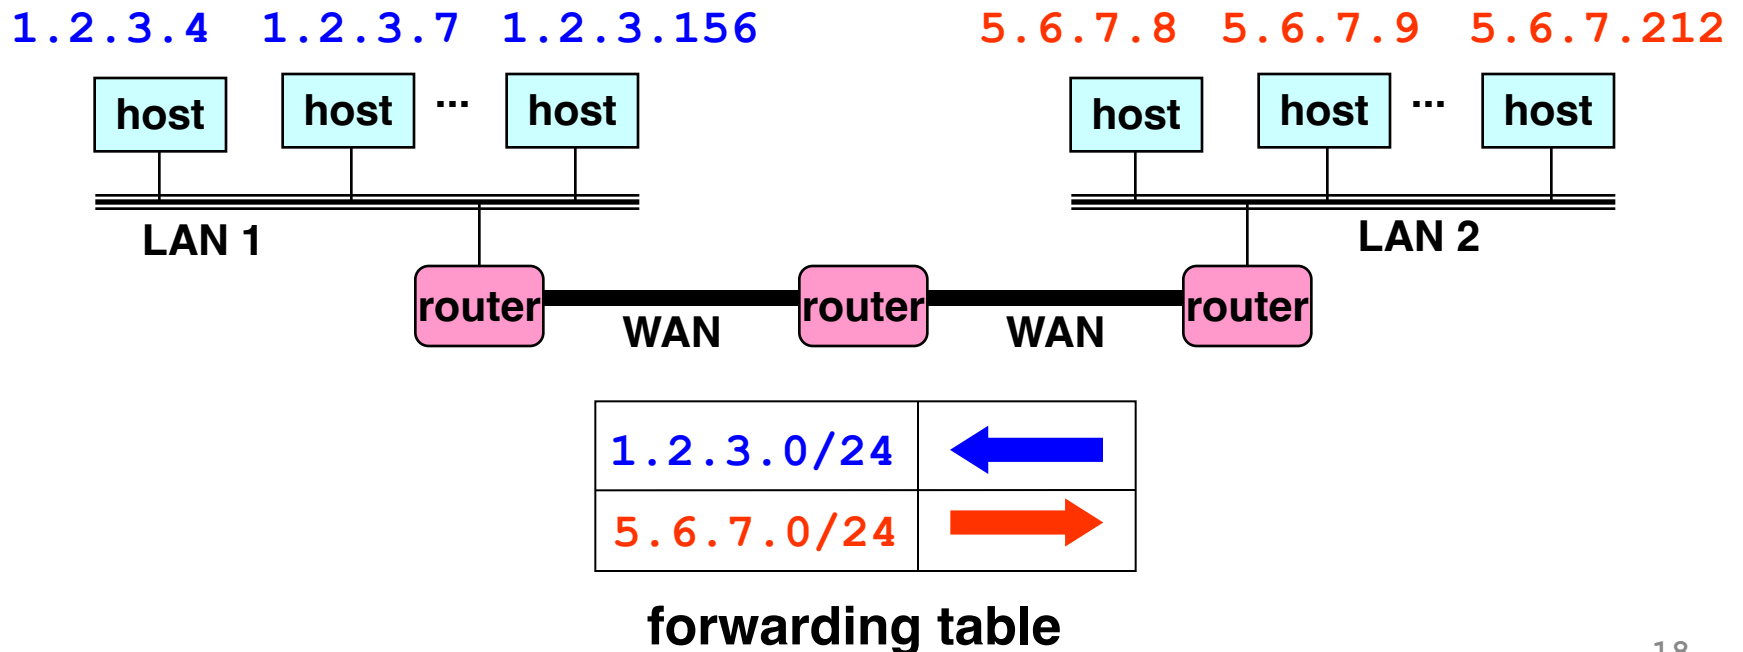 1.2.3.4 1.2.3.7 1.2.3.156 5.6.7.8 5.6.7.9 5.6.7.212
host host ... host host host ... host
LAN 1 LAN 2
router router router
WAN WAN
1.2.3.0/24
5.6.7.0/24
forwarding table
18